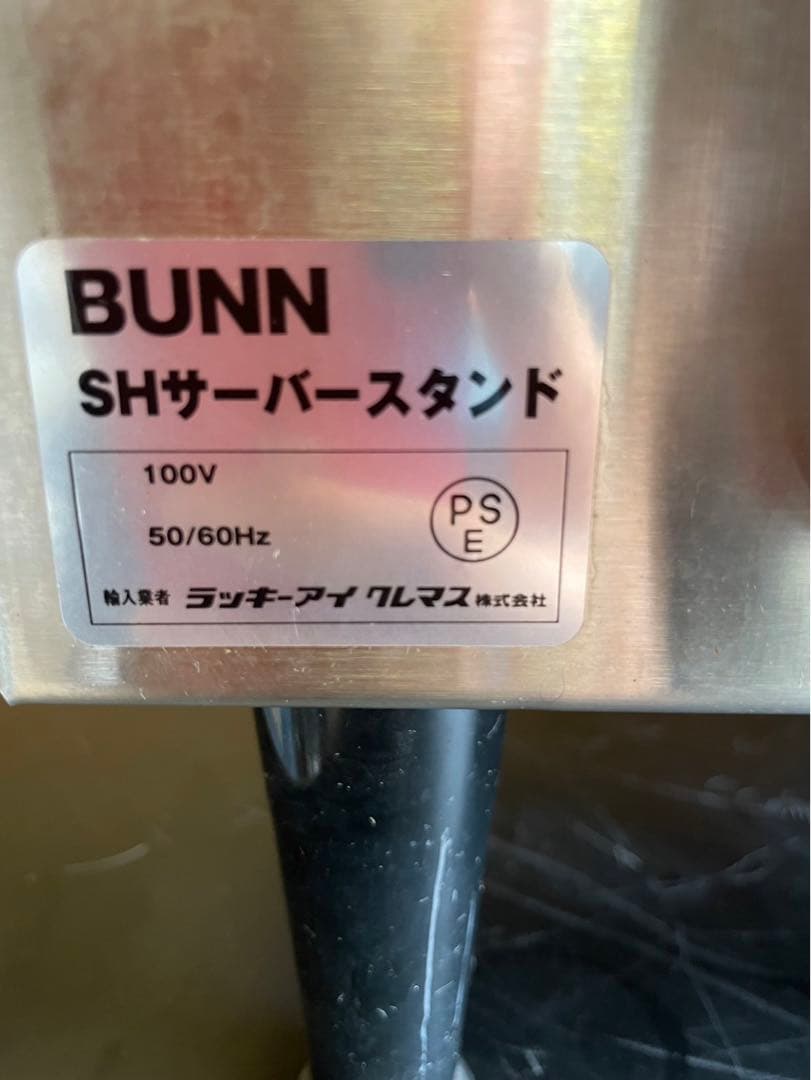 BUNN
SHサーバースタンド
100V
50/60Hz
PS
E
輸入業者 ラッキーアイ クレマス 株式会社